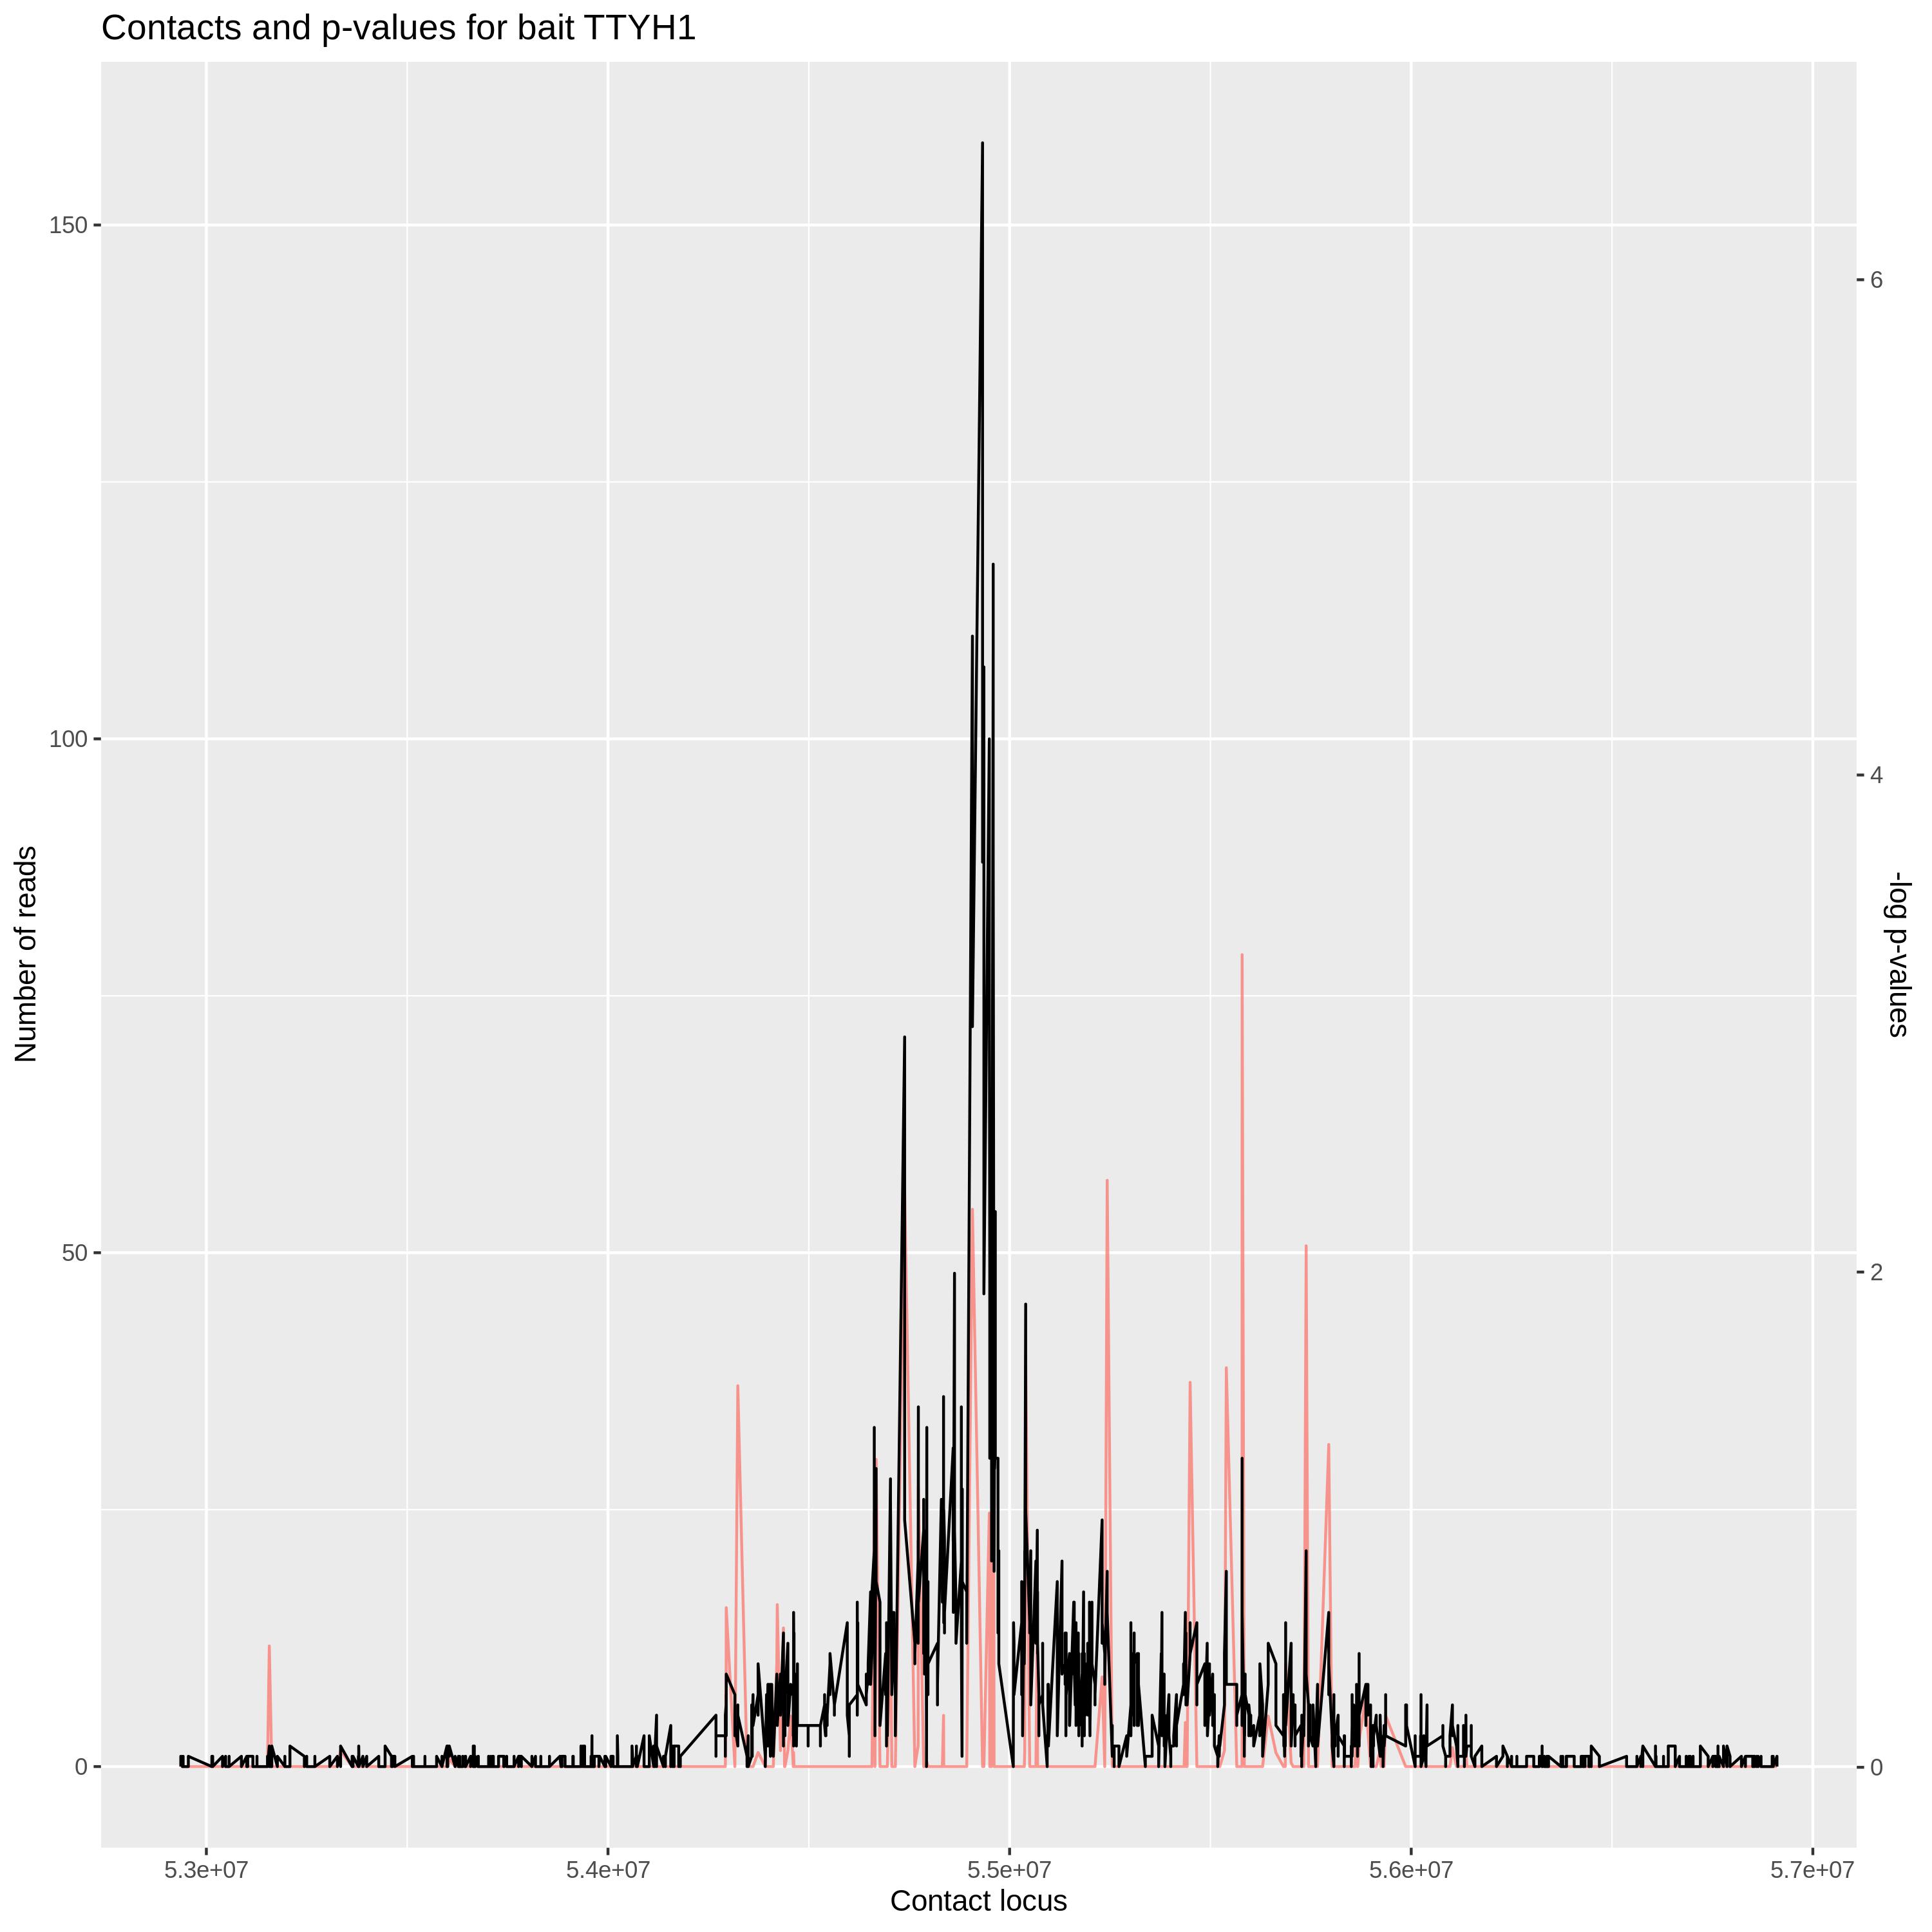 Contacts and p-values for bait TTYH1
150
100
50
0
Number of reads
6
4
2
0
-log p-values
5.3e+07
5.4e+07
5.5e+07
5.6e+07
5.7e+07
Contact locus